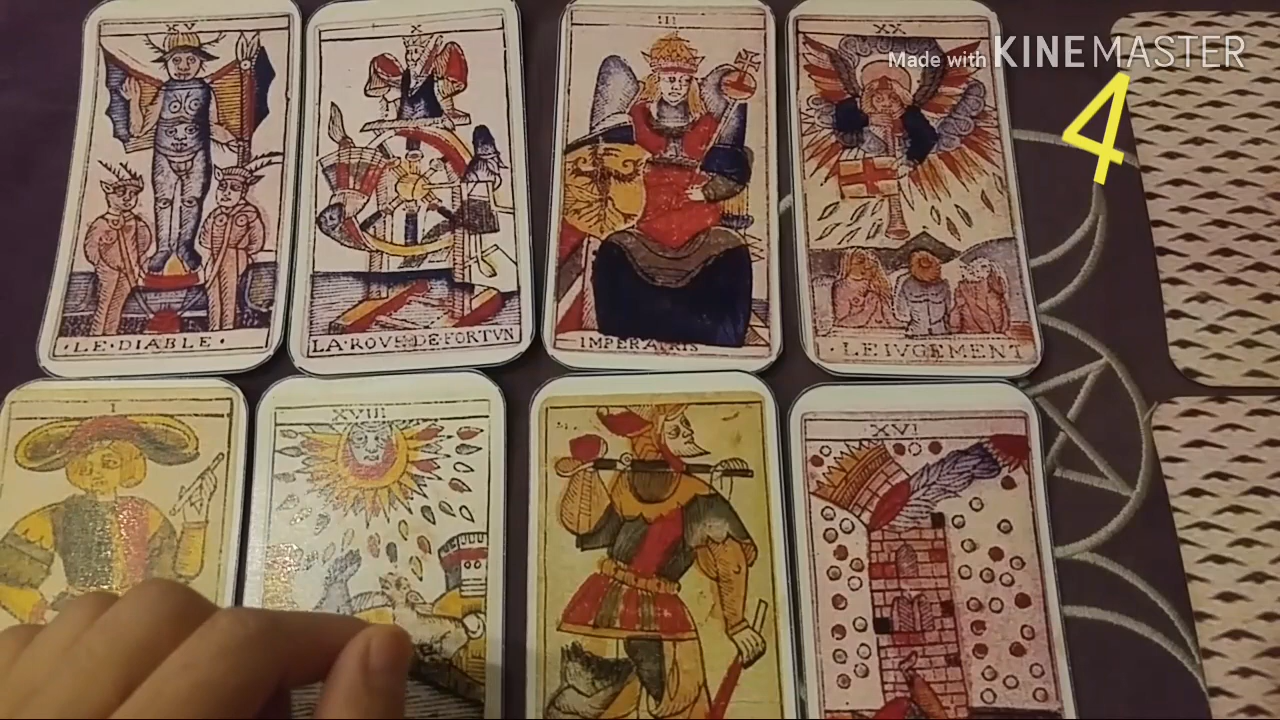 XV
X
III
XX
Made with KINEMASTER
4
•LE•DIABLE•
LA•ROVE•DE•FORTVN
IMPERATRIS
LE IVGEMENT
I
XVIII
XVI